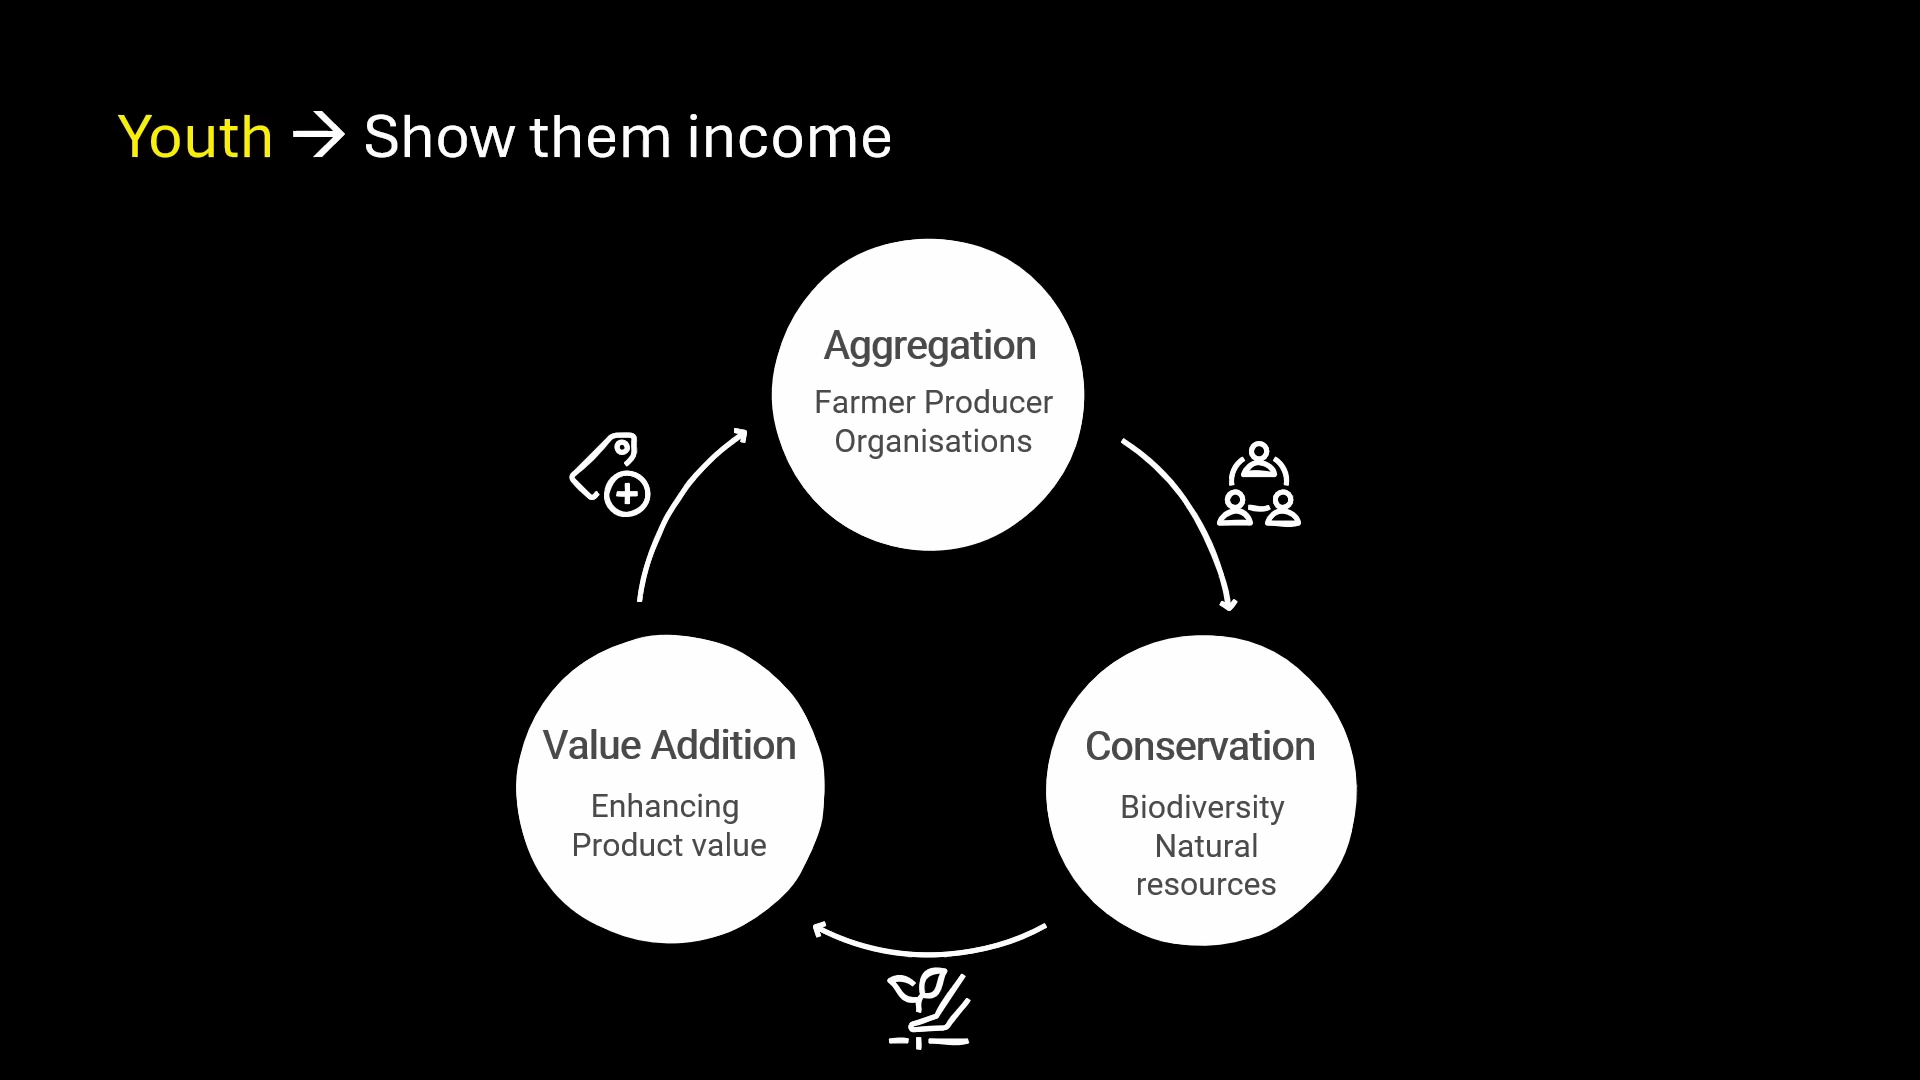 Youth → Show them income
Aggregation
Farmer Producer
Organisations
Value Addition
Enhancing
Product value
Conservation
Biodiversity
Natural
resources